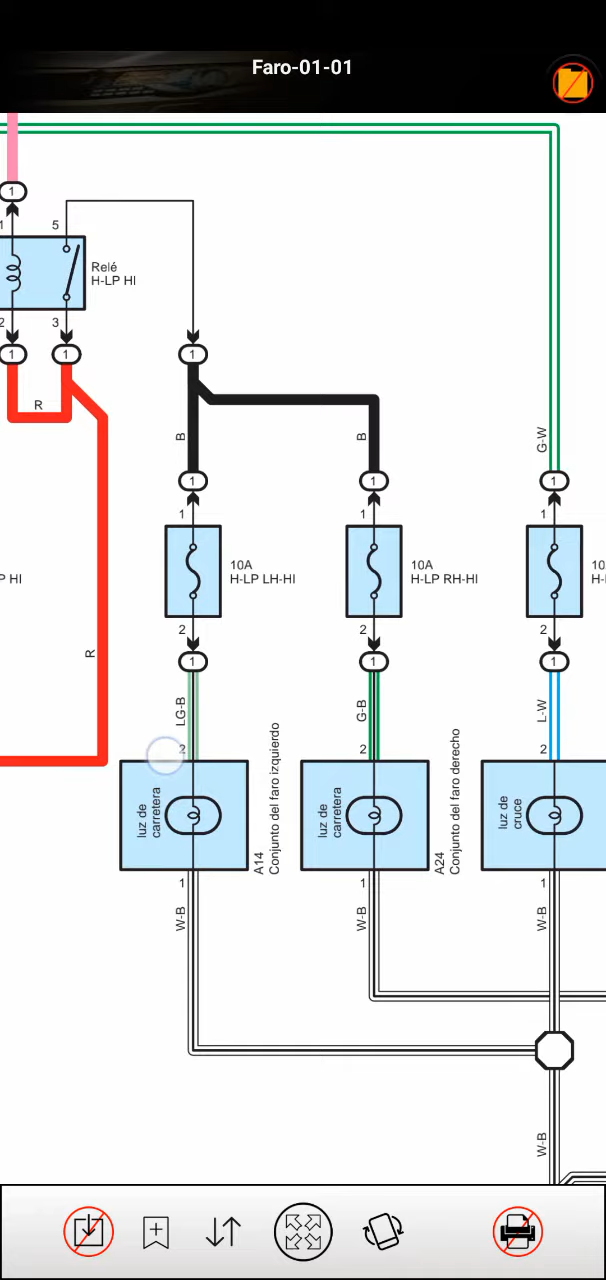 Faro-01-01
1
1
5
Relé
H-LP HI
2
3
1
1
1
R
B
B
G-W
1
1
1
1
1
1
10A
H-LP LH-HI
10A
H-LP RH-HI
10
H-L
P HI
2
2
2
1
1
1
R
LG-B
G-B
L-W
2
2
2
luz de
carretera
A14
Conjunto del faro izquierdo
luz de
carretera
A24
Conjunto del faro derecho
luz de
cruce
1
1
1
W-B
W-B
W-B
W-B